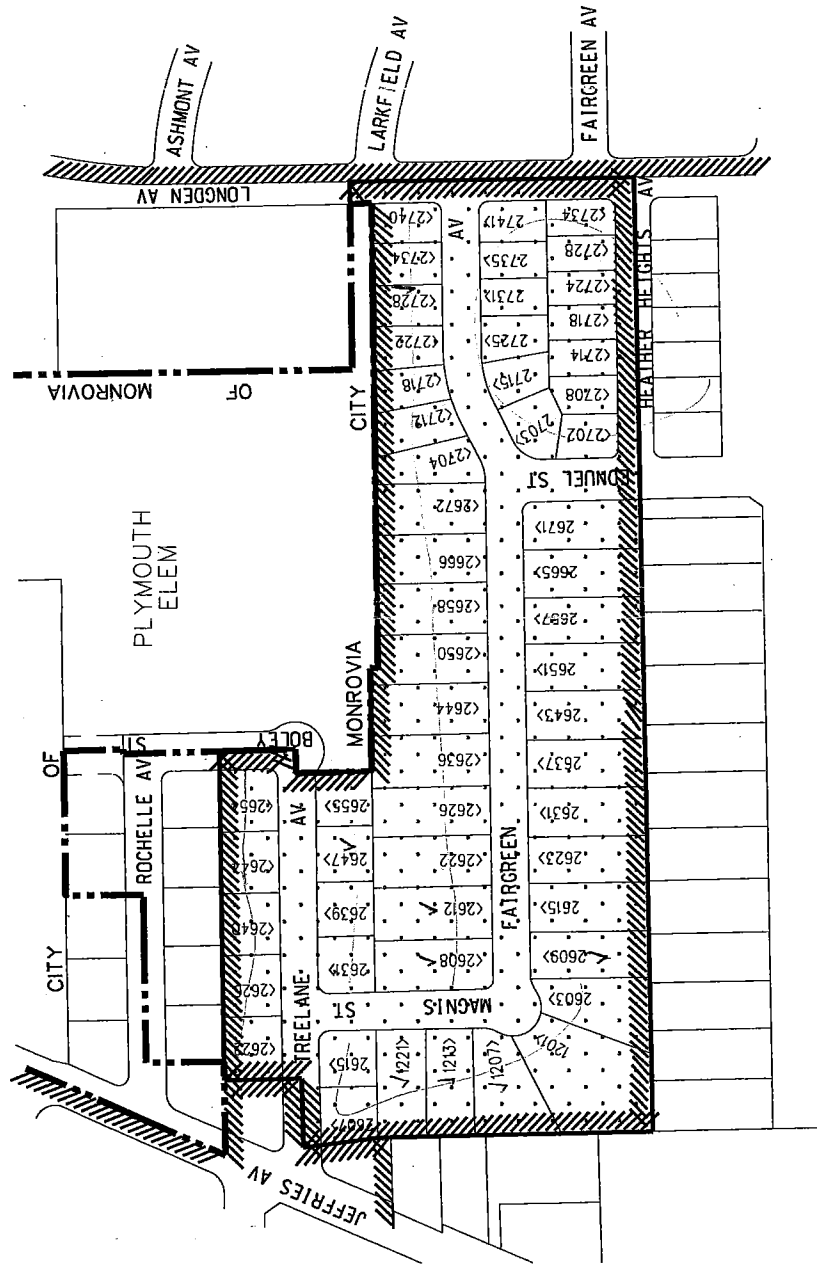 ASHMONT AV
LARKFIELD AV
FAIRGREEN AV
LONGDEN AV
CITY
OF
MONROVIA
PLYMOUTH
ELEM
HEATHER HEIGHTS AV
AV
<2740
<2734
<2728
<2722
<2718
<2712
<2704
<2672
<2666
<2658
<2650
<2644
<2636
<2626
<2622
<2612
<2608
2741>
2735>
2731>
2725>
2715>
2703>
<2734
<2728
<2724
<2718
<2714
<2708
<2702
EDNUEL ST
2671>
2665>
2657>
2651>
2643>
2637>
2631>
2623>
2615>
2609>
2603>
1201>
1207>
1213>
1221>
FAIRGREEN
MAGNIS ST
CITY
OF
MONROVIA
BOLEY ST
ROCHELLE AV
TREELANE AV
2655>
2647>
2639>
2631>
2615>
2607>
JEFFRIES AV